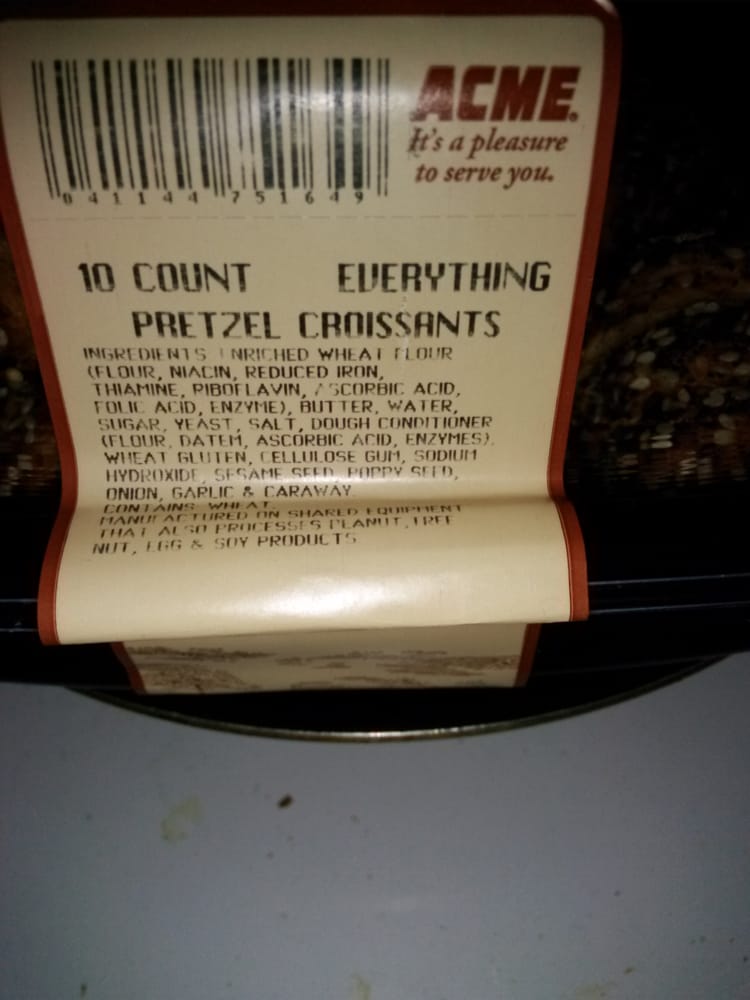 ACME®
It's a pleasure
to serve you.
0 41144 75164 9
10 COUNT EVERYTHING
PRETZEL CROISSANTS
INGREDIENTS ENRICHED WHEAT FLOUR
(FLOUR, NIACIN, REDUCED IRON,
THIAMINE, RIBOFLAVIN, ASCORBIC ACID,
FOLIC ACID, ENZYME), BUTTER, WATER,
SUGAR, YEAST, SALT, DOUGH CONDITIONER
(FLOUR, DATEM, ASCORBIC ACID, ENZYMES),
WHEAT GLUTEN, CELLULOSE GUM, SODIUM
HYDROXIDE, SESAME SEED, POPPY SEED,
ONION, GARLIC & CARAWAY.
CONTAINS: WHEAT.
MANUFACTURED ON SHARED EQUIPMENT
THAT ALSO PROCESSES PEANUT, TREE
NUT, EGG & SOY PRODUCTS